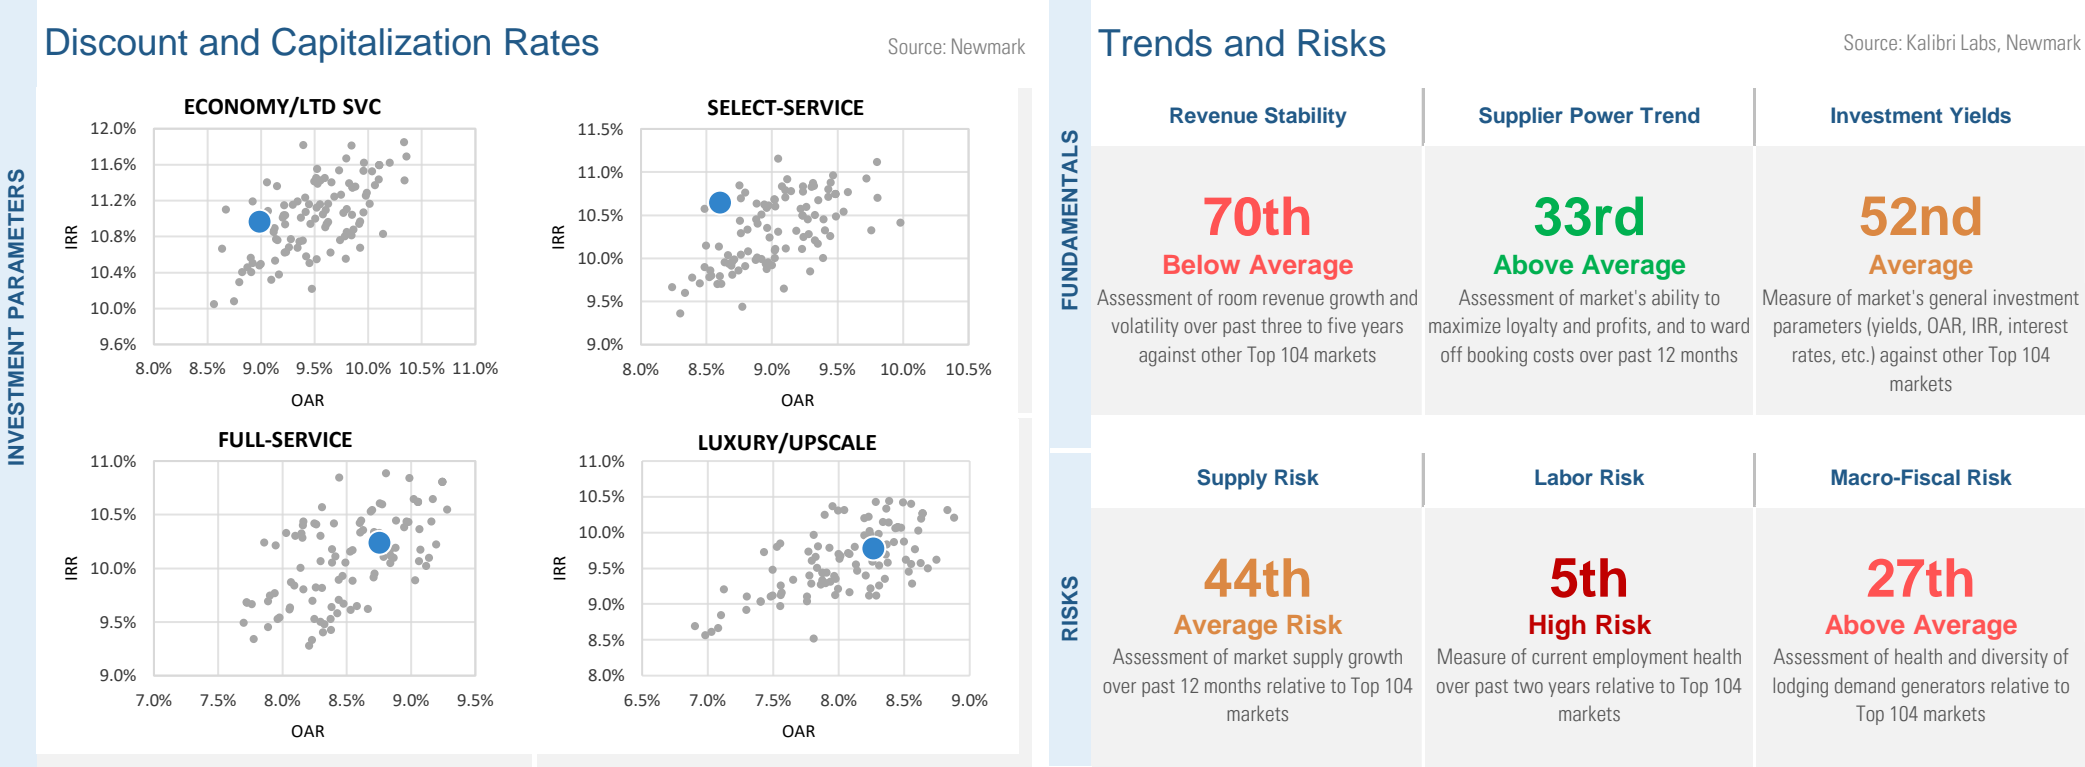 Discount and Capitalization Rates
Source: Newmark
INVESTMENT PARAMETERS
ECONOMY/LTD SVC
IRR
12.0%
11.6%
11.2%
10.8%
10.4%
10.0%
9.6%
8.0% 8.5% 9.0% 9.5% 10.0% 10.5% 11.0%
OAR
SELECT-SERVICE
IRR
11.5%
11.0%
10.5%
10.0%
9.5%
9.0%
8.0% 8.5% 9.0% 9.5% 10.0% 10.5%
OAR
FULL-SERVICE
IRR
11.0%
10.5%
10.0%
9.5%
9.0%
7.0% 7.5% 8.0% 8.5% 9.0% 9.5%
OAR
LUXURY/UPSCALE
IRR
11.0%
10.5%
10.0%
9.5%
9.0%
8.5%
8.0%
6.5% 7.0% 7.5% 8.0% 8.5% 9.0%
OAR
Trends and Risks
Source: Kalibri Labs, Newmark
FUNDAMENTALS
Revenue Stability
70th
Below Average
Assessment of room revenue growth and
volatility over past three to five years
against other Top 104 markets
Supplier Power Trend
33rd
Above Average
Assessment of market's ability to
maximize loyalty and profits, and to ward
off booking costs over past 12 months
Investment Yields
52nd
Average
Measure of market's general investment
parameters (yields, OAR, IRR, interest
rates, etc.) against other Top 104
markets
RISKS
Supply Risk
44th
Average Risk
Assessment of market supply growth
over past 12 months relative to Top 104
markets
Labor Risk
5th
High Risk
Measure of current employment health
over past two years relative to Top 104
markets
Macro-Fiscal Risk
27th
Above Average
Assessment of health and diversity of
lodging demand generators relative to
Top 104 markets